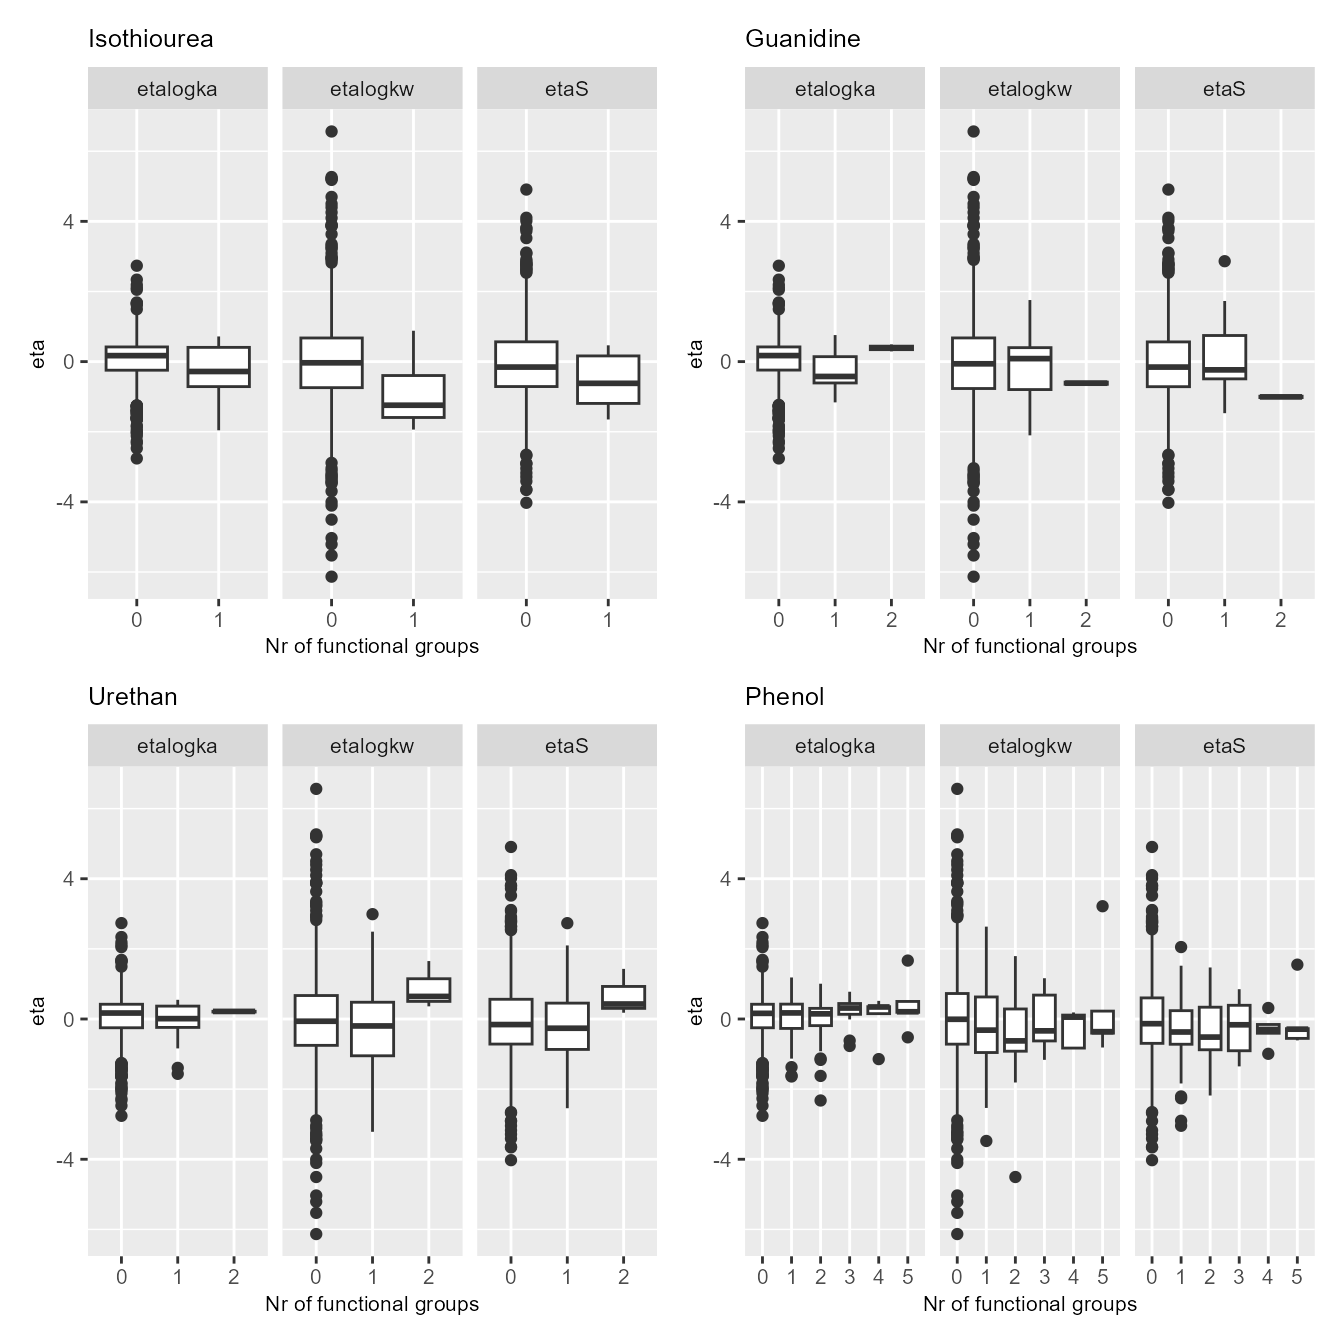 Isothiourea
etalogka etalogkw etaS
eta
4
0
-4
0 1 0 1 0 1
Nr of functional groups
Guanidine
etalogka etalogkw etaS
eta
4
0
-4
0 1 2 0 1 2 0 1 2
Nr of functional groups
Urethan
etalogka etalogkw etaS
eta
4
0
-4
0 1 2 0 1 2 0 1 2
Nr of functional groups
Phenol
etalogka etalogkw etaS
eta
4
0
-4
0 1 2 3 4 5 0 1 2 3 4 5 0 1 2 3 4 5
Nr of functional groups